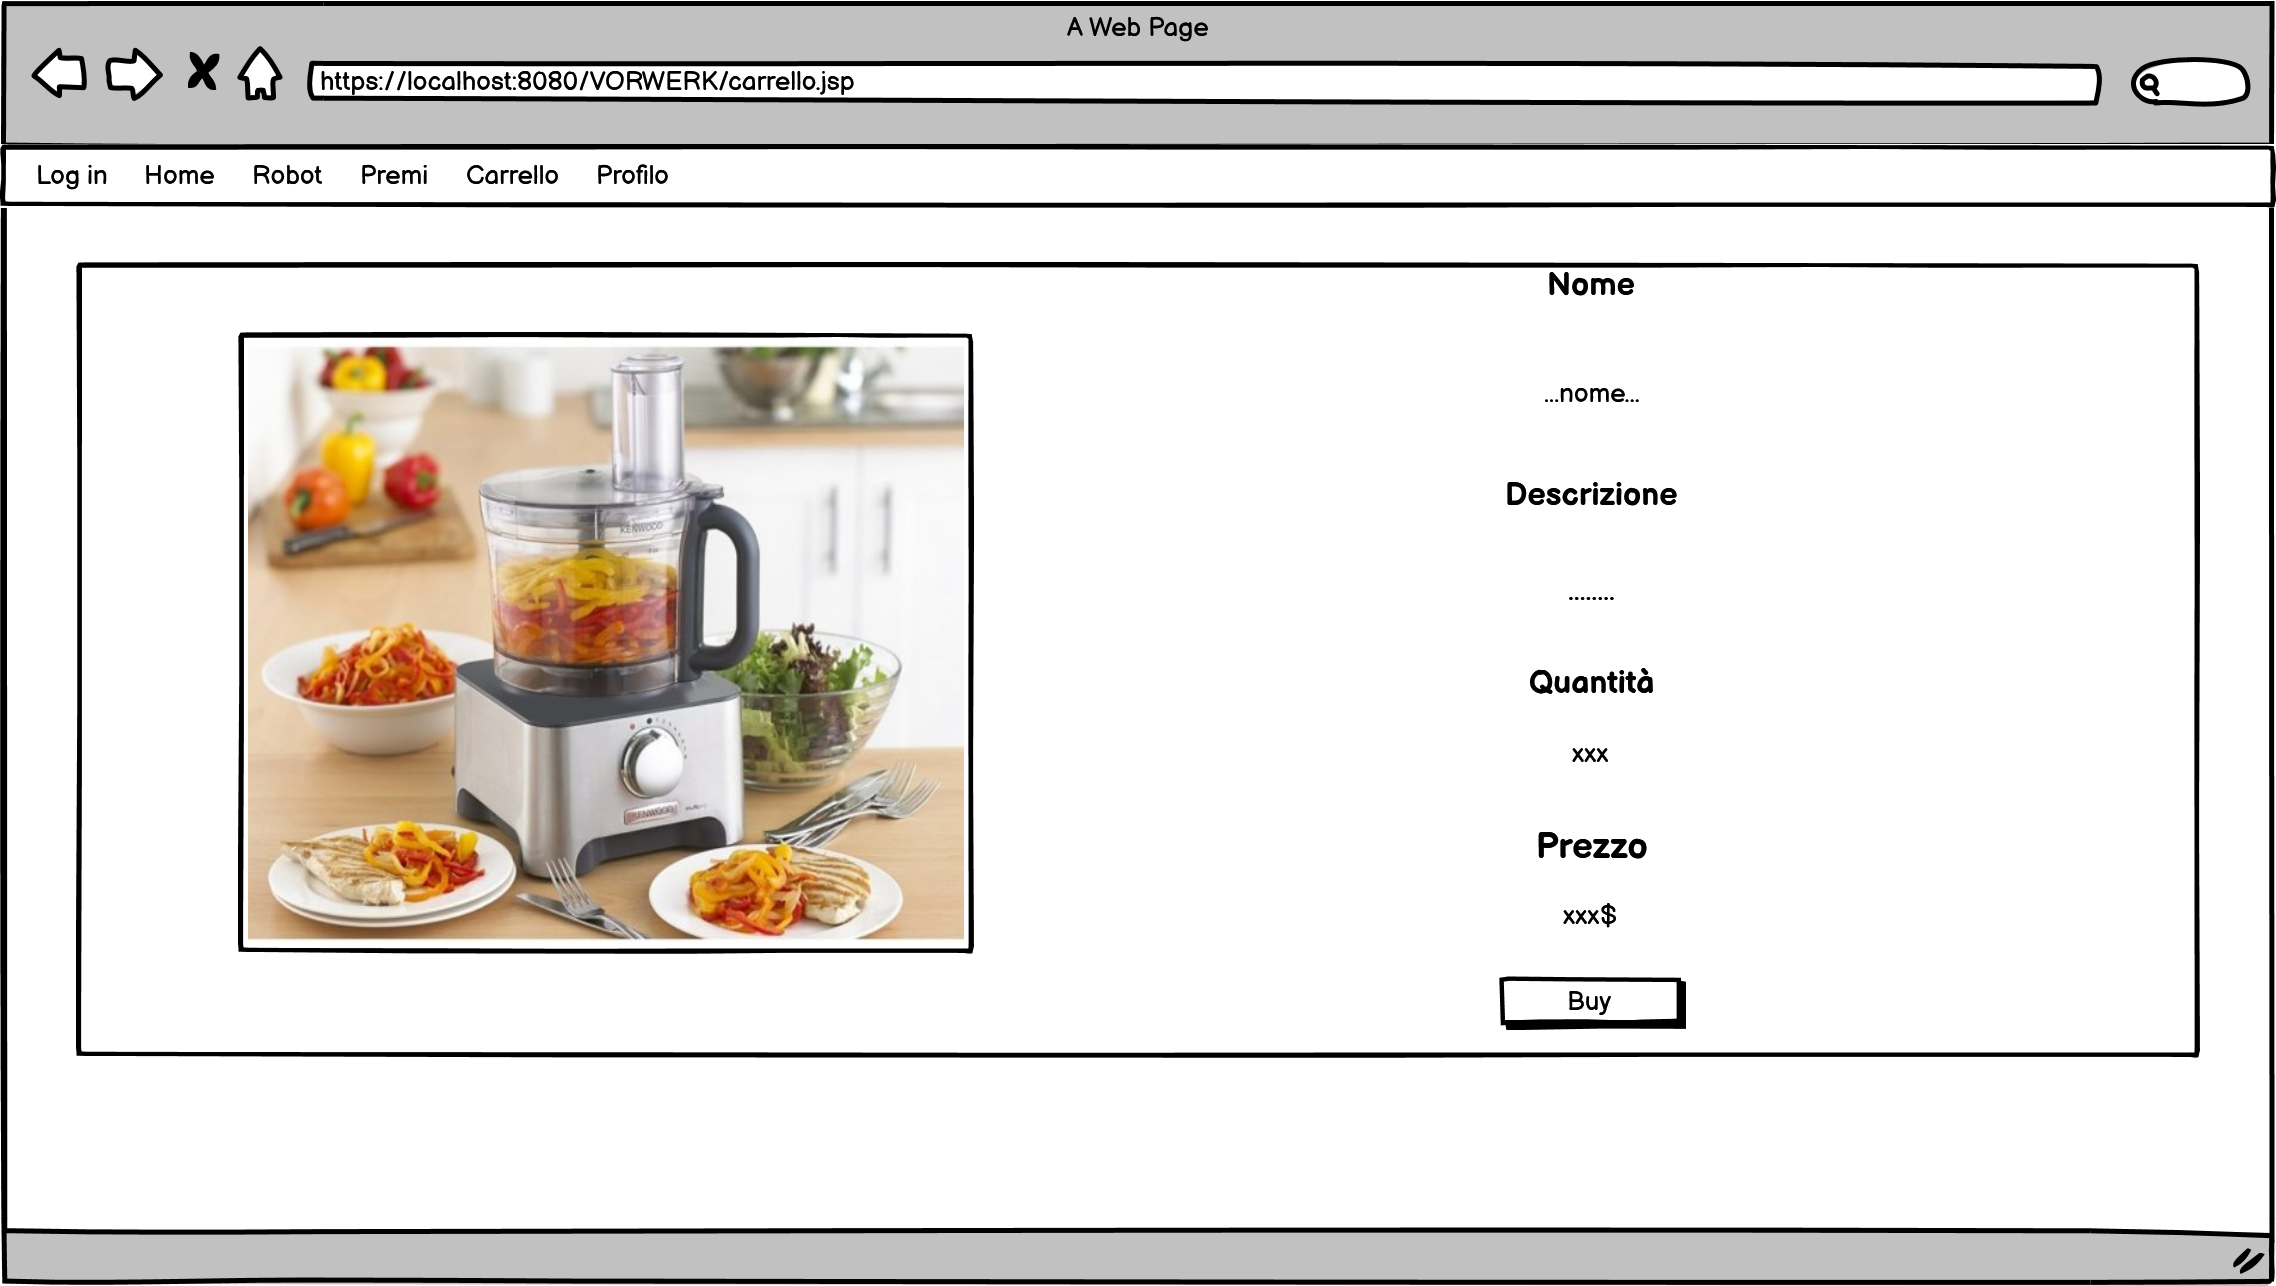 A Web Page
https://localhost:8080/VORWERK/carrello.jsp
Log in Home Robot Premi Carrello Profilo
Nome
...nome...
Descrizione
........
Quantità
xxx
Prezzo
xxx$
Buy
KENWOOD
KENWOOD